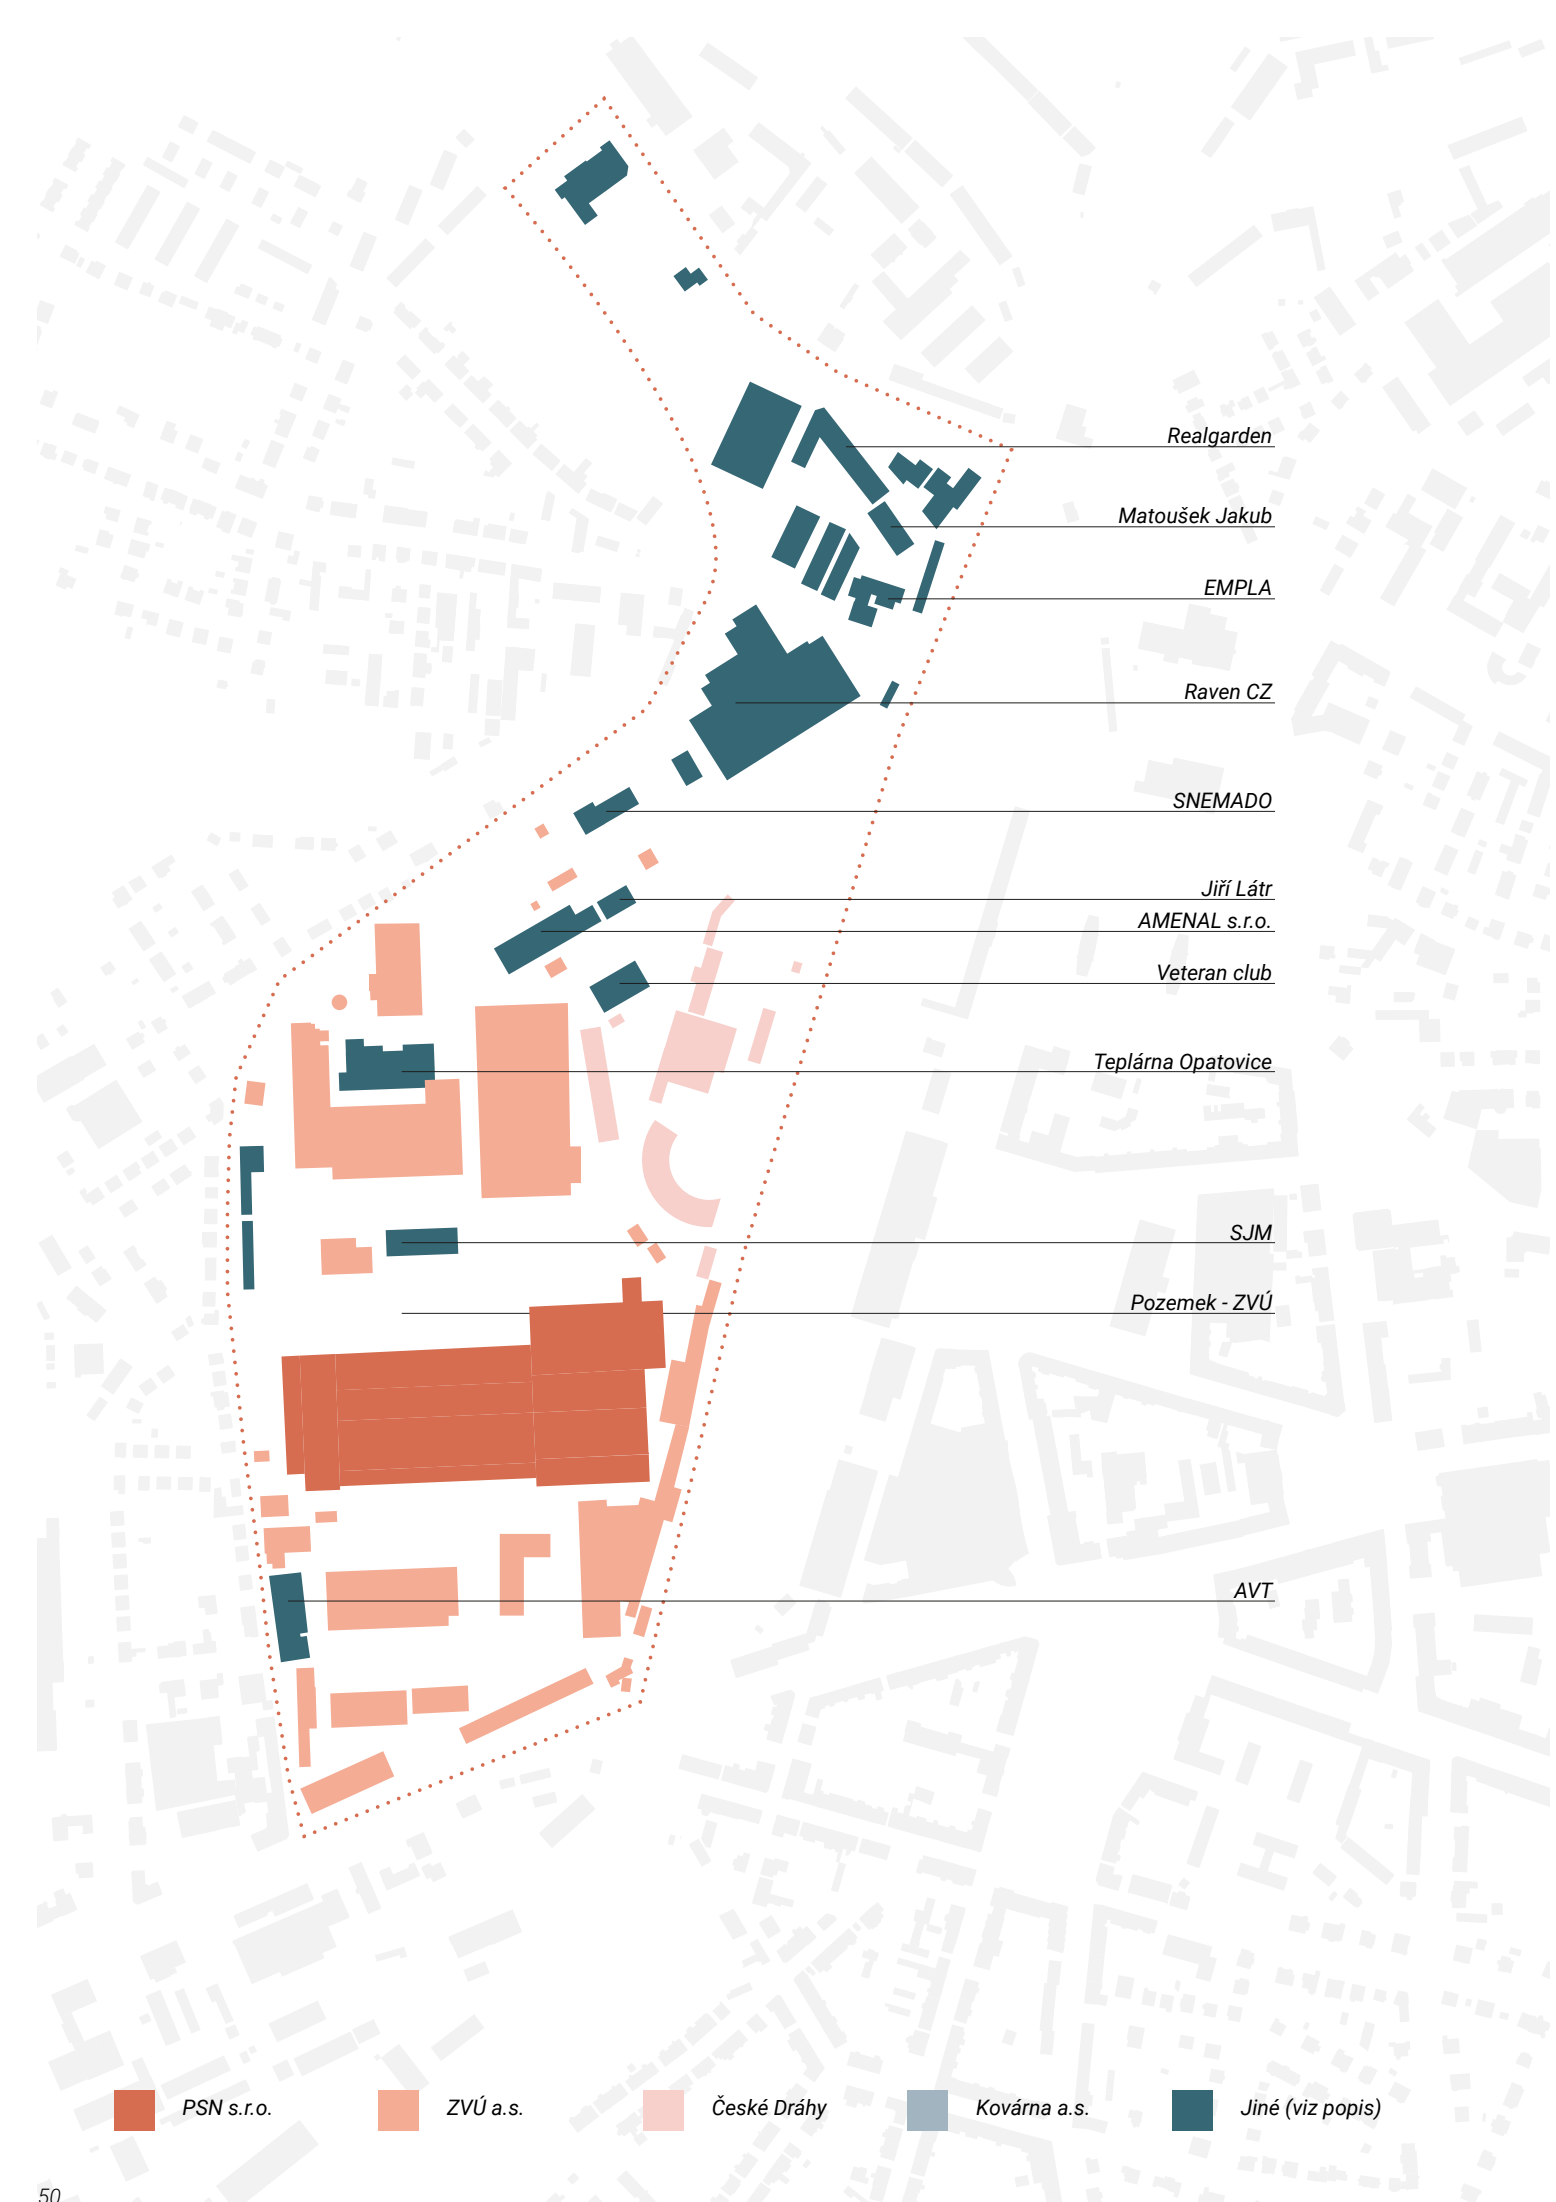 Realgarden
Matoušek Jakub
EMPLA
Raven CZ
SNEMADO
Jiří Látr
AMENAL s.r.o.
Veteran club
Teplárna Opatovice
SJM
Pozemek - ZVÚ
AVT
PSN s.r.o.
ZVÚ a.s.
České Dráhy
Kovárna a.s.
Jiné (viz popis)
50